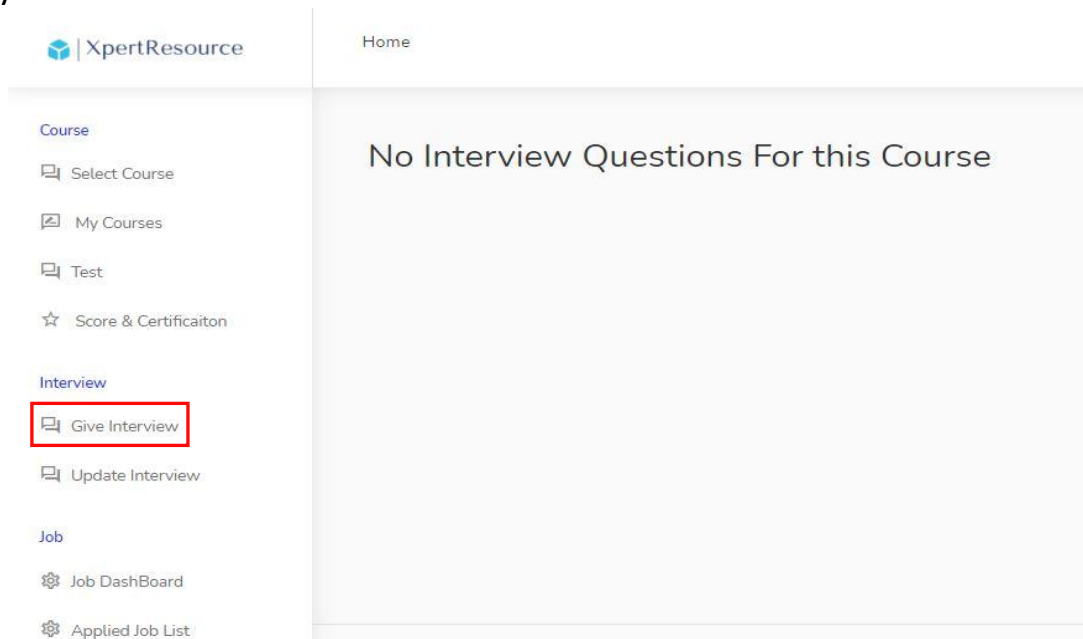 XpertResource
Home
Course
Select Course
My Courses
Test
Score & Certificaiton
Interview
Give Interview
Update Interview
Job
Job DashBoard
Applied Job List
No Interview Questions For this Course